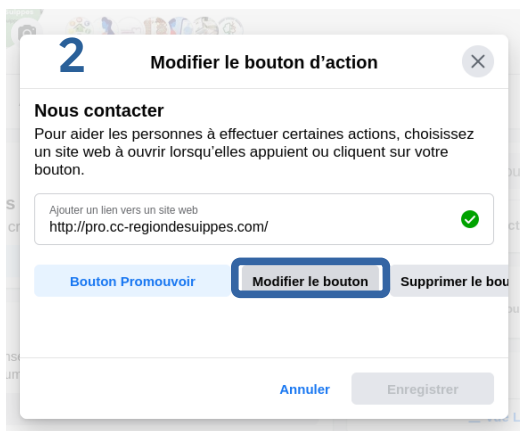 2
Modifier le bouton d’action
Nous contacter
Pour aider les personnes à effectuer certaines actions, choisissez
un site web à ouvrir lorsqu'elles appuient ou cliquent sur votre
bouton.
Ajouter un lien vers un site web
http://pro.cc-regiondesuippes.com/
Bouton Promouvoir
Modifier le bouton
Supprimer le bou
Annuler
Enregistrer